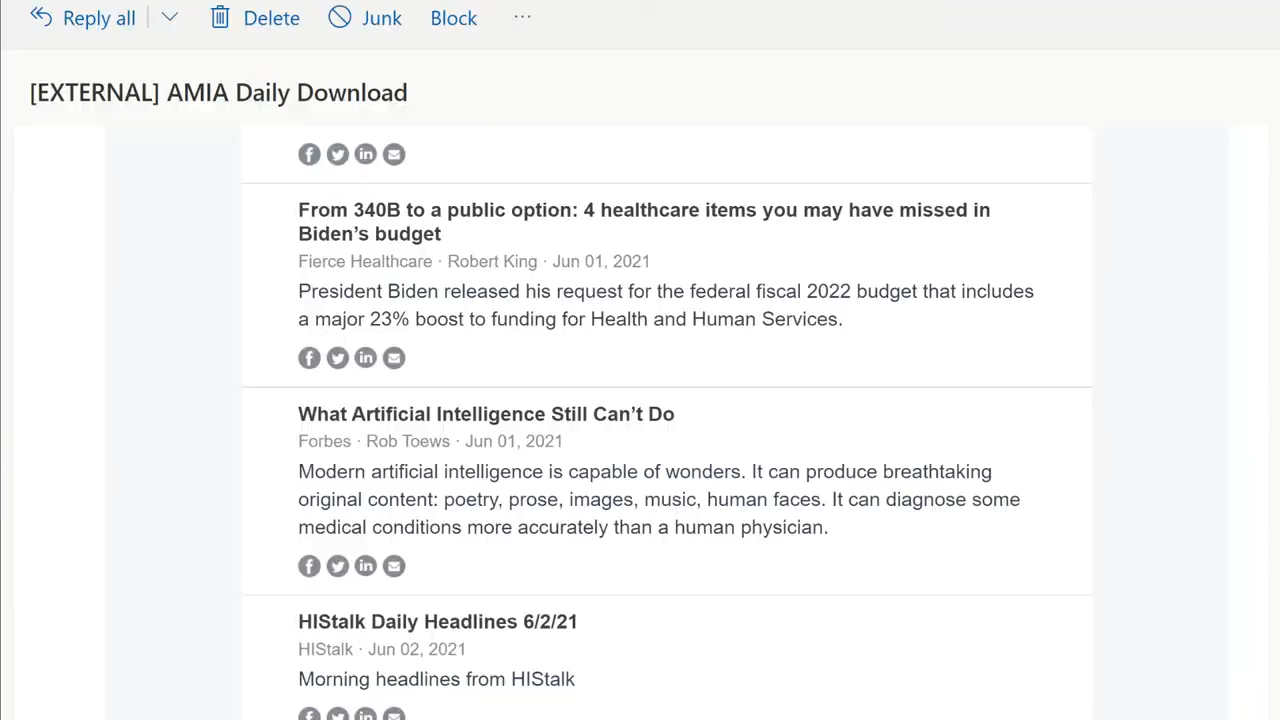 Reply all
Delete
Junk
Block
[EXTERNAL] AMIA Daily Download
From 340B to a public option: 4 healthcare items you may have missed in
Biden’s budget
Fierce Healthcare · Robert King · Jun 01, 2021
President Biden released his request for the federal fiscal 2022 budget that includes
a major 23% boost to funding for Health and Human Services.
What Artificial Intelligence Still Can’t Do
Forbes · Rob Toews · Jun 01, 2021
Modern artificial intelligence is capable of wonders. It can produce breathtaking
original content: poetry, prose, images, music, human faces. It can diagnose some
medical conditions more accurately than a human physician.
HIStalk Daily Headlines 6/2/21
HIStalk · Jun 02, 2021
Morning headlines from HIStalk